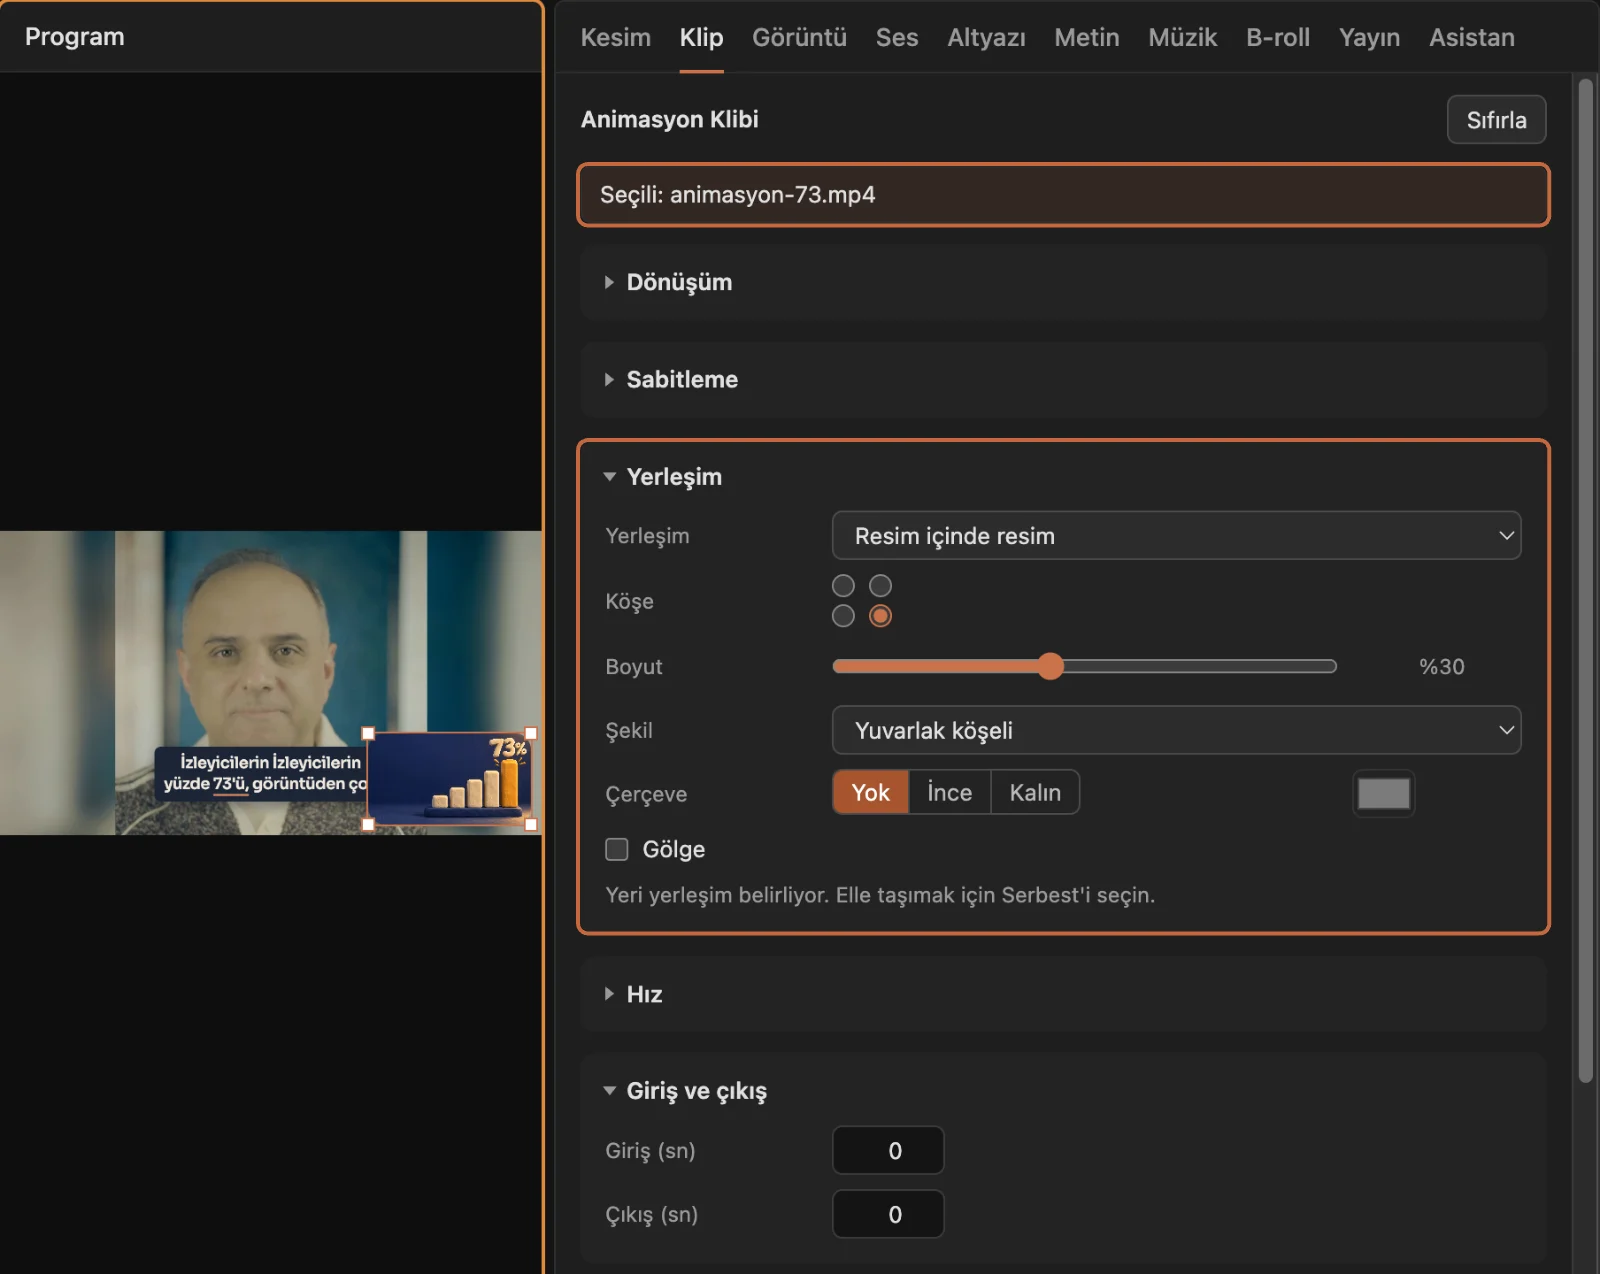 Program
Kesim Klip Görüntü Ses Altyazı Metin Müzik B-roll Yayın Asistan
Animasyon Klibi
Sıfırla
Seçili: animasyon-73.mp4
Dönüşüm
Sabitleme
Yerleşim
Yerleşim Resim içinde resim
Köşe
Boyut %30
Şekil Yuvarlak köşeli
Çerçeve Yok İnce Kalın
Gölge
Yeri yerleşim belirliyor. Elle taşımak için Serbest'i seçin.
Hız
Giriş ve çıkış
Giriş (sn) 0
Çıkış (sn) 0
İzleyicilerin İzleyicilerin
yüzde 73'ü, görüntüden ço
73%